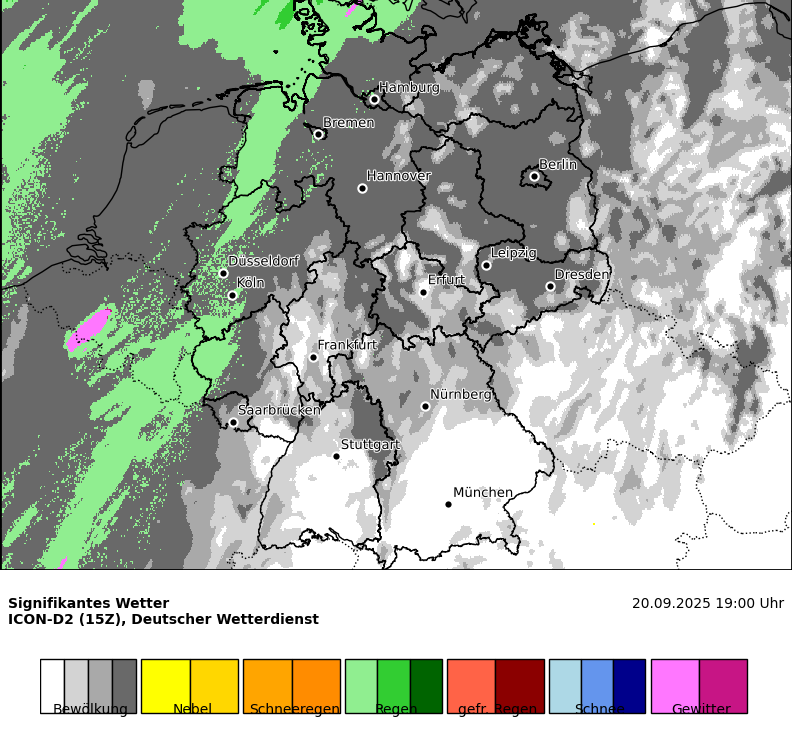 Hamburg
Bremen
Berlin
Hannover
Leipzig
Düsseldorf
Dresden
Köln
Erfurt
Frankfurt
Nürnberg
Saarbrücken
Stuttgart
München
Signifikantes Wetter
20.09.2025 19:00 Uhr
ICON-D2 (15Z), Deutscher Wetterdienst
Bewölkung Nebel Schneeregen Regen gefr. Regen Schnee Gewitter